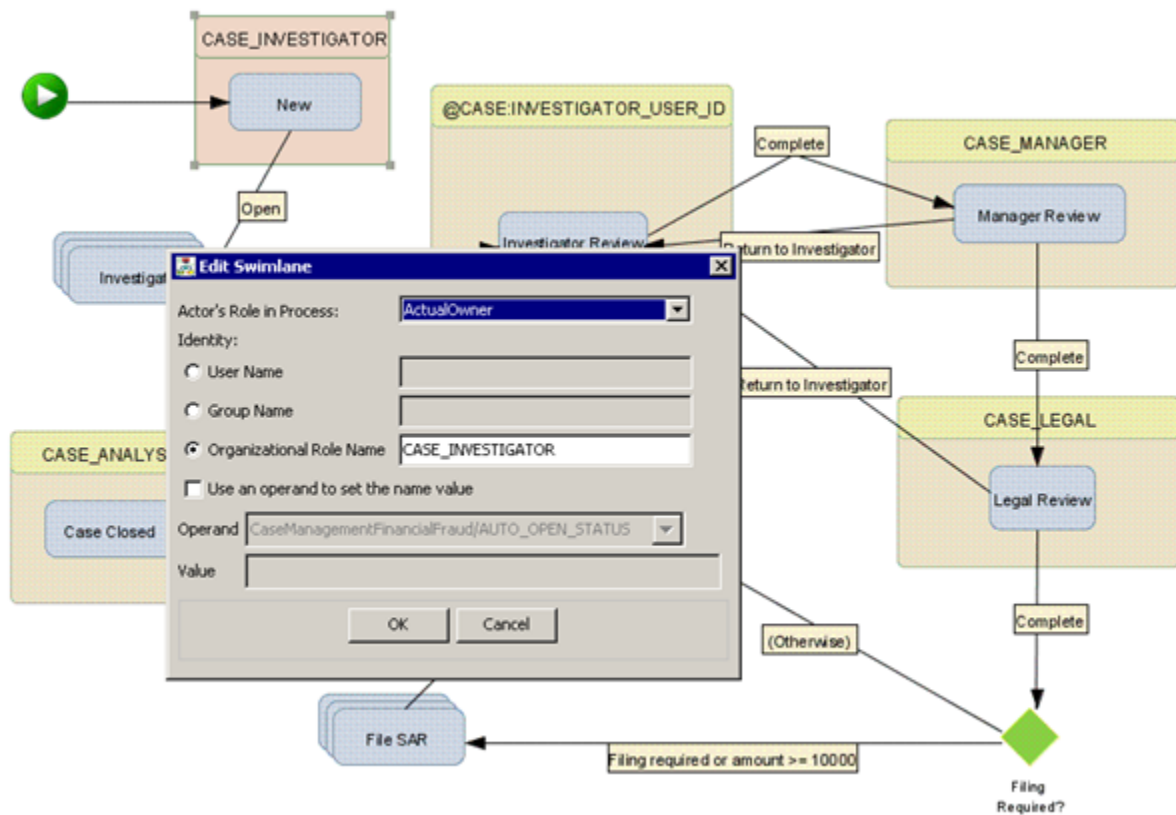 CASE_INVESTIGATOR
New
Open
@CASE:INVESTIGATOR_USER_ID
Complete
CASE_MANAGER
Manager Review
Investigator Review
Return to Investigator
Complete
Return to Investigator
CASE_LEGAL
Legal Review
Complete
Edit Swimlane
Actor's Role in Process:
ActualOwner
Identity:
User Name
Group Name
Organizational Role Name
CASE_INVESTIGATOR
Use an operand to set the name value
Operand
CaseManagementFinancialFraud/AUTO_OPEN_STATUS
Value
OK
Cancel
Case Closed
(Otherwise)
File SAR
Filing required or amount >= 10000
Filing
Required?